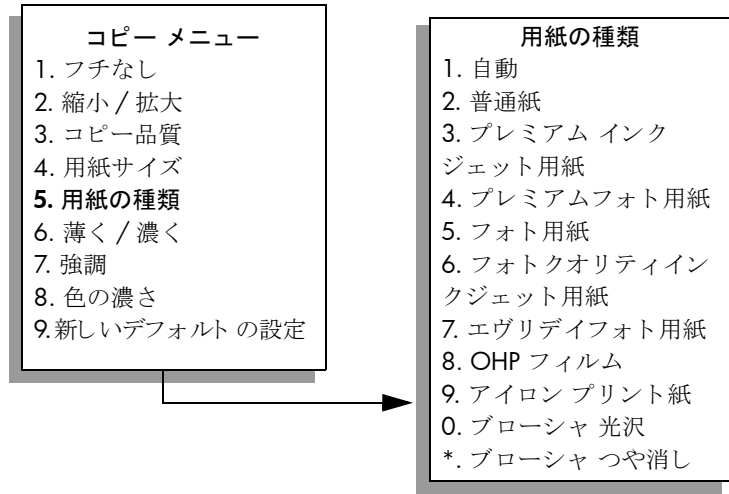 コピー メニュー
1. フチなし
2. 縮小 / 拡大
3. コピー品質
4. 用紙サイズ
5. 用紙の種類
6. 薄く / 濃く
7. 強調
8. 色の濃さ
9.新しいデフォルト の設定
用紙の種類
1. 自動
2. 普通紙
3. プレミアム インク
ジェット用紙
4. プレミアムフォト用紙
5. フォト用紙
6. フォトクオリティイン
クジェット用紙
7. エヴリデイフォト用紙
8. OHP フィルム
9. アイロン プリント紙
0. ブローシャ 光沢
*. ブローシャ つや消し